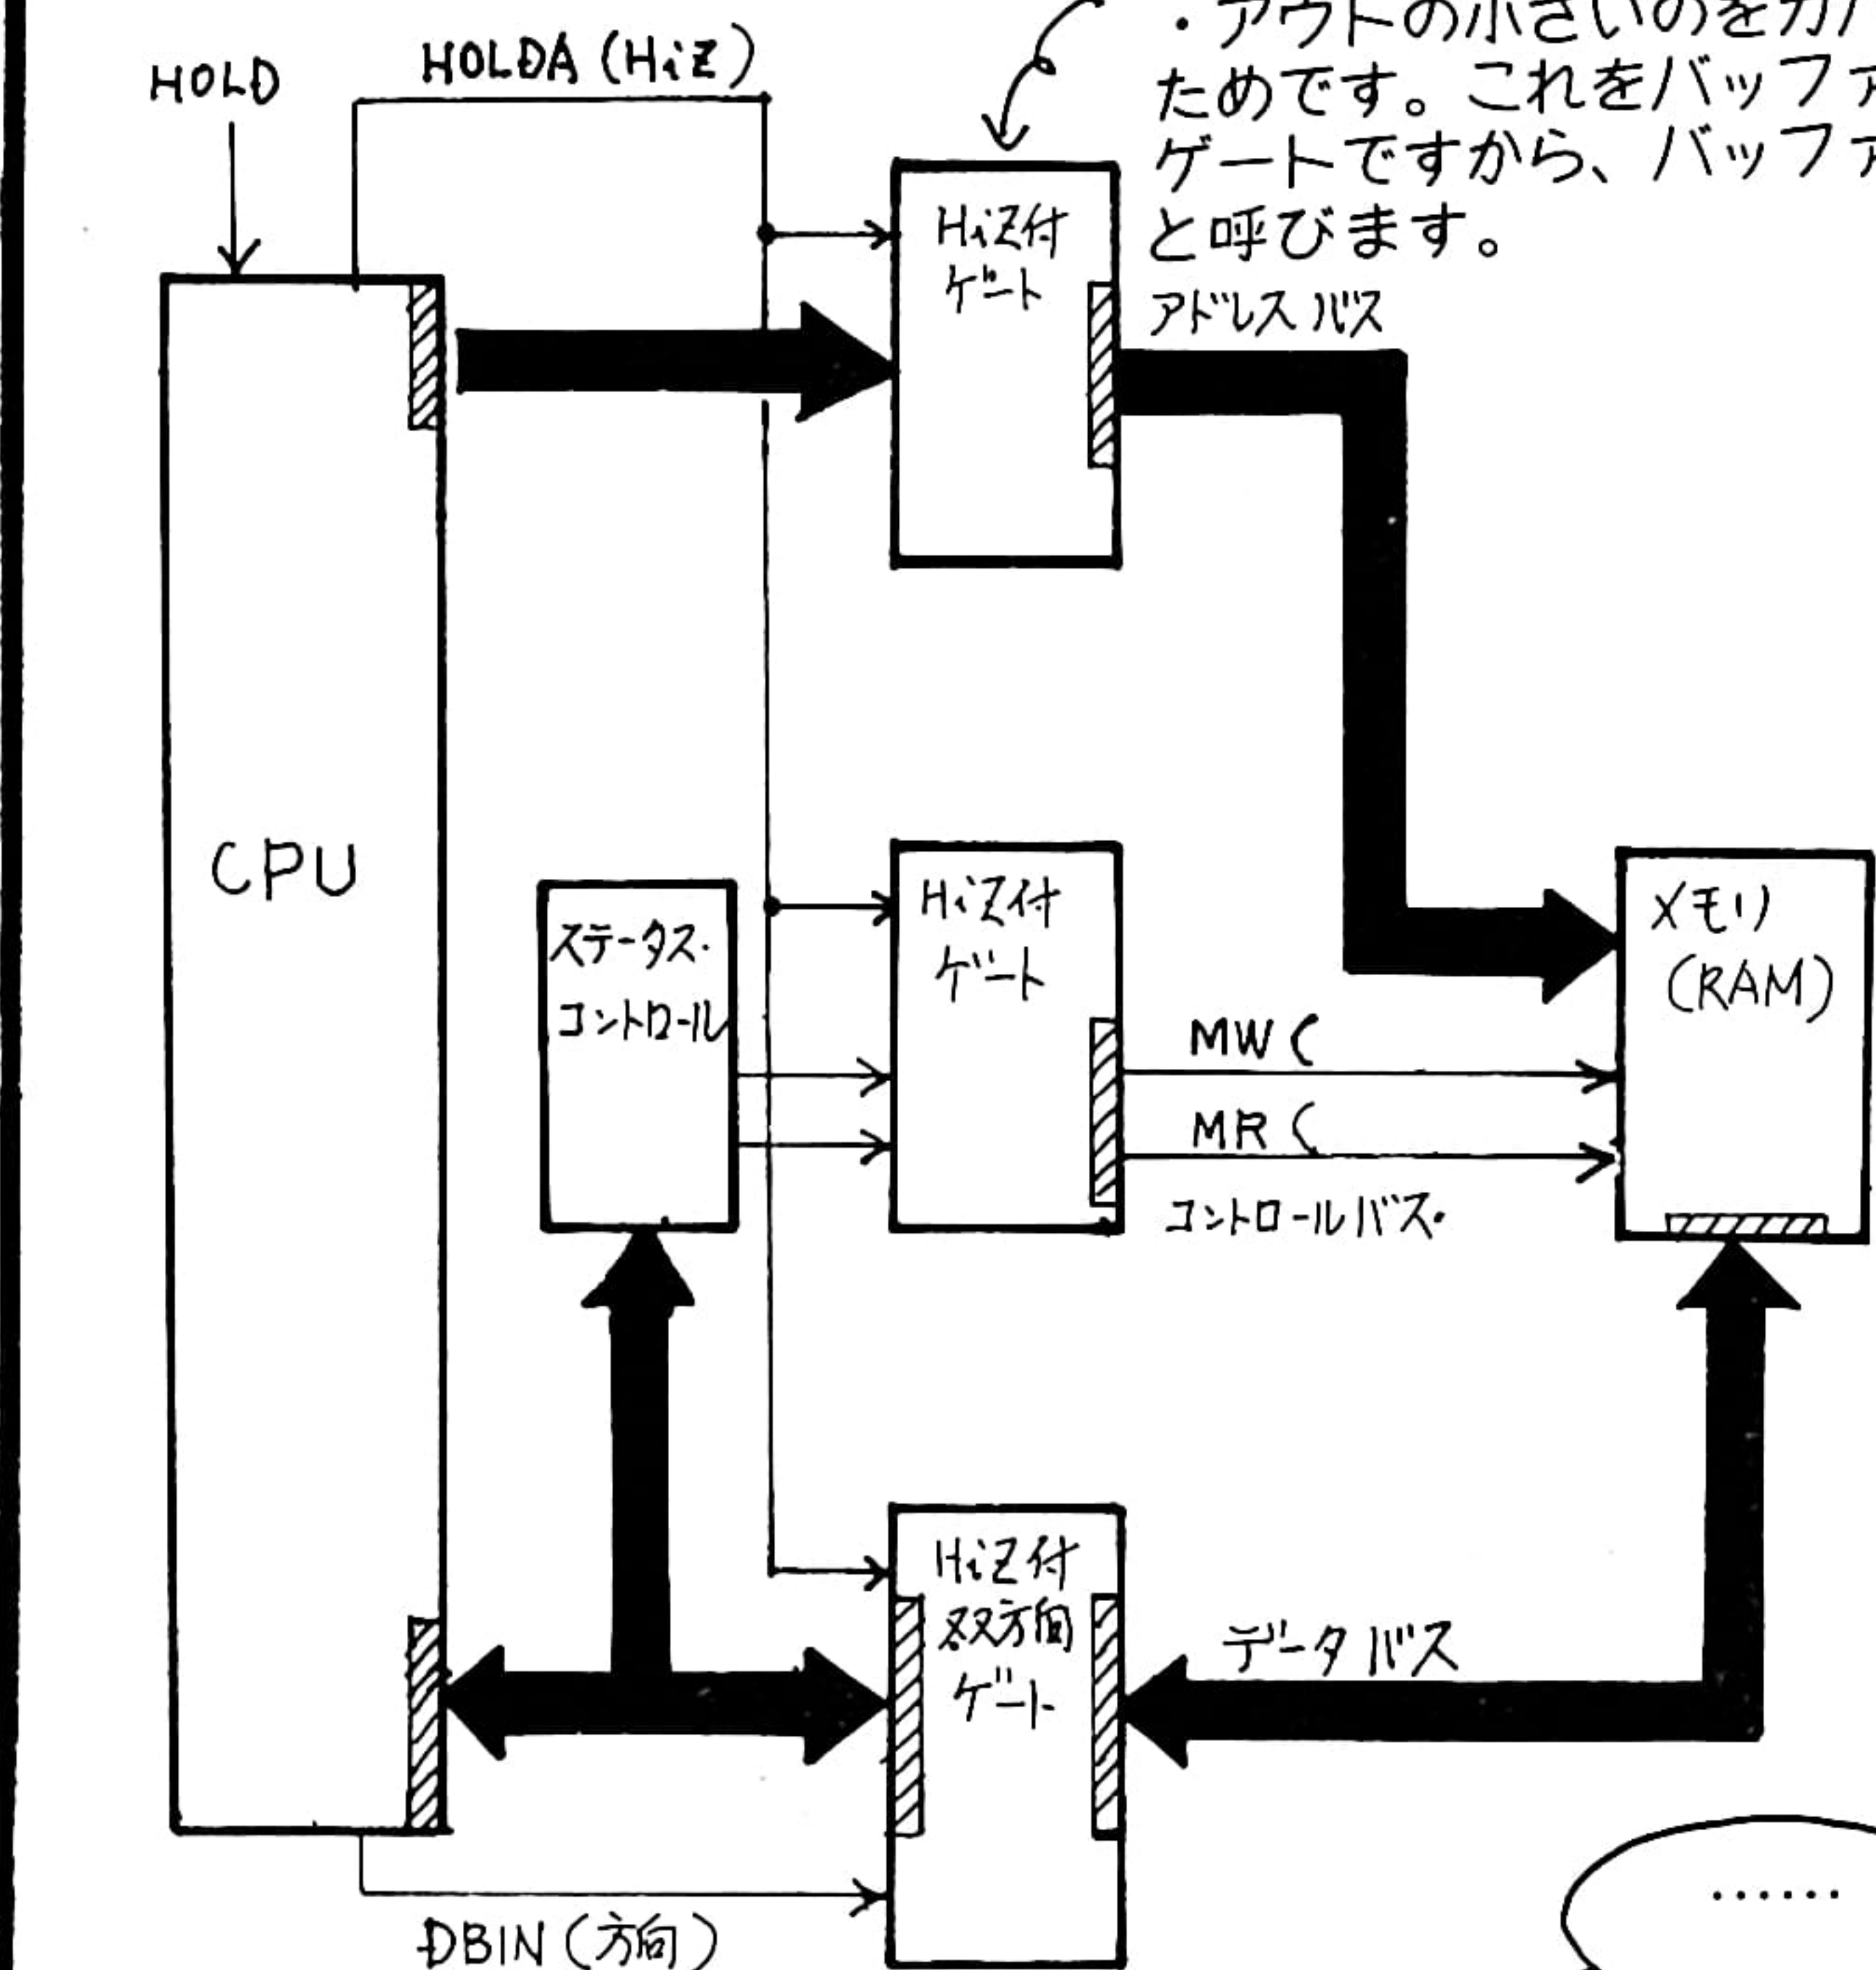 ・アウトの小さいのをカバ
ためです。これをバッファ
ゲートですから、バッファ
と呼びます。
HOLD
HOLDA (HiZ)
HiZ付
ゲート
アドレスバス
CPU
ステータス・
コントロール
HiZ付
ゲート
メモリ
(RAM)
MW
MR
コントロールバス・
HiZ付
双方向
ゲート
データバス
DBIN (方向)
……